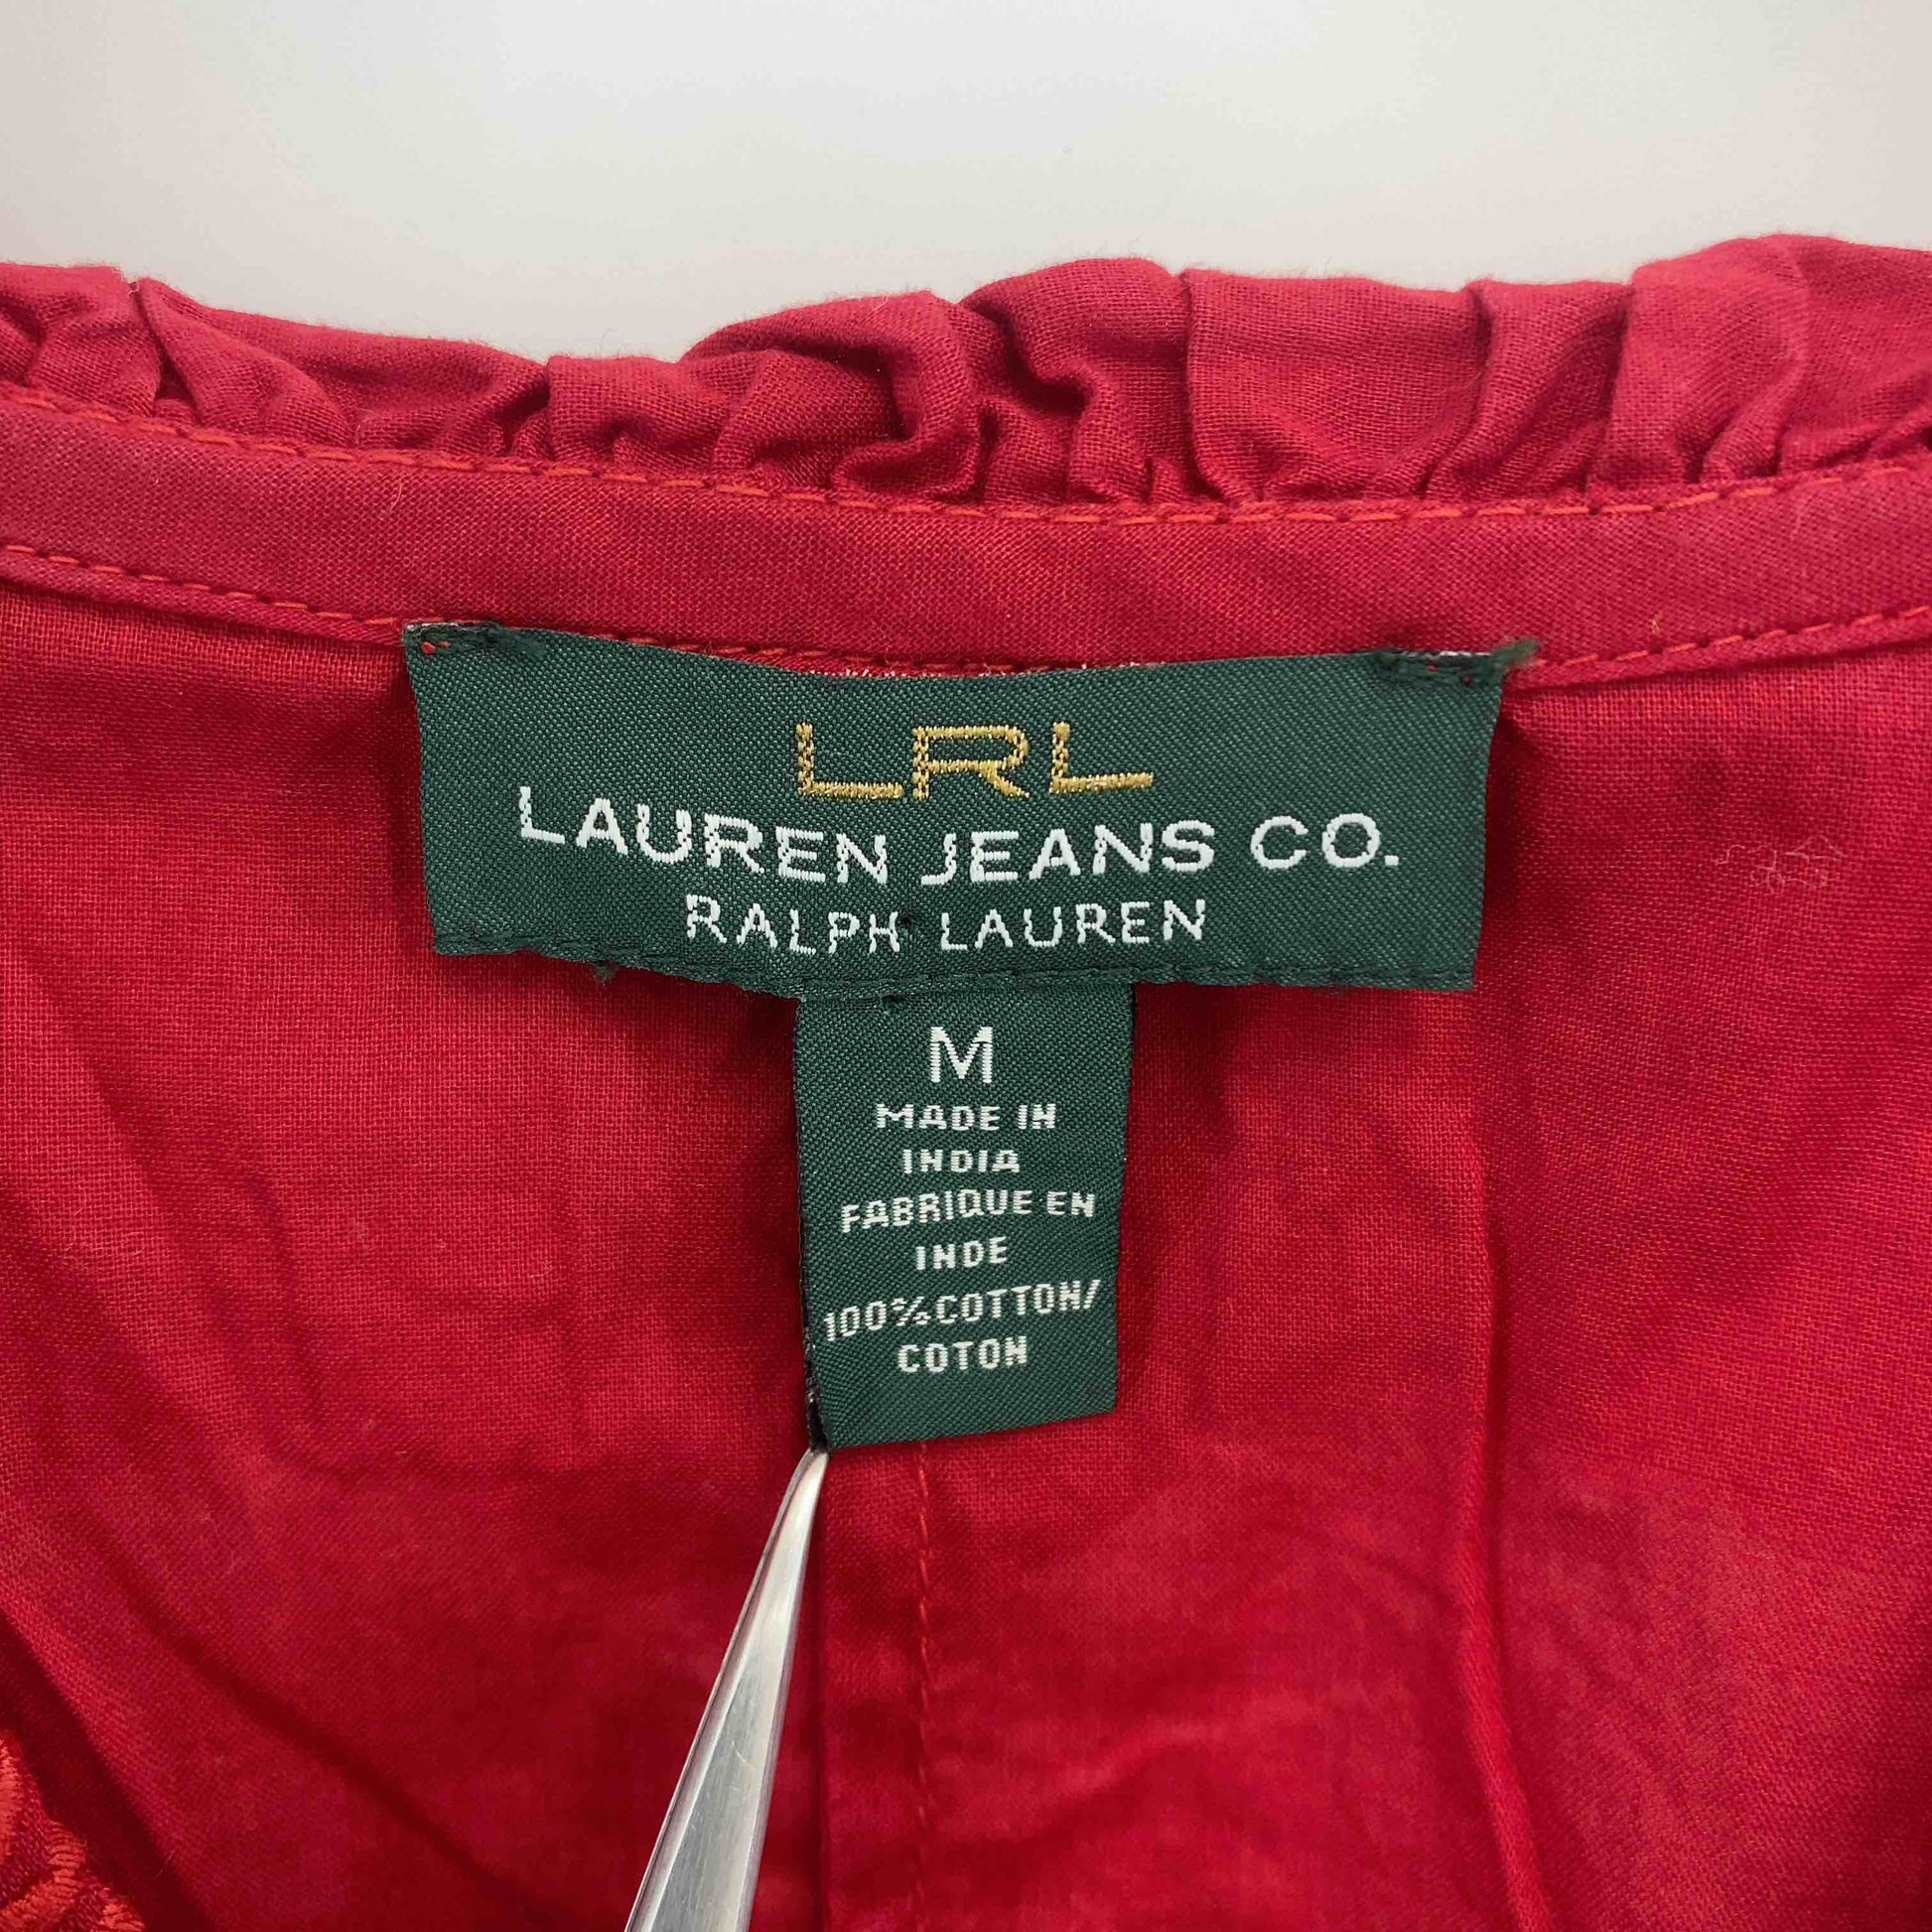 LRL
LAUREN JEANS CO.
RALPH LAUREN
M
MADE IN
INDIA
FABRIQUE EN
INDE
100%COTTON/
COTON